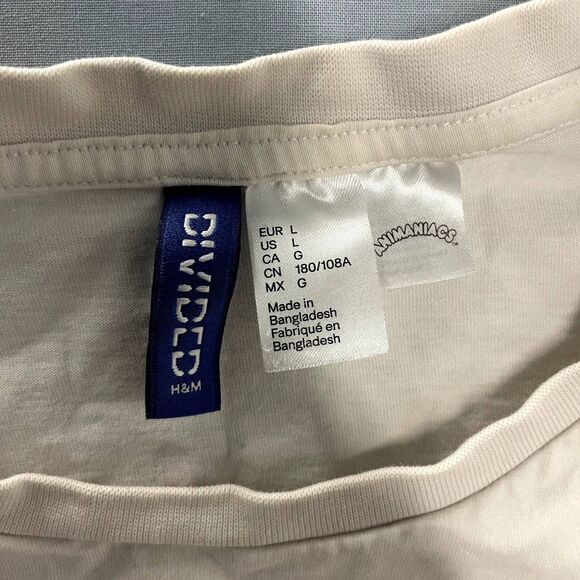 DIVIDED
H&M
EUR L
US L
CA G
CN 180/108A
MX G
Made in
Bangladesh
Fabriqué en
Bangladesh
ANIMANIACS